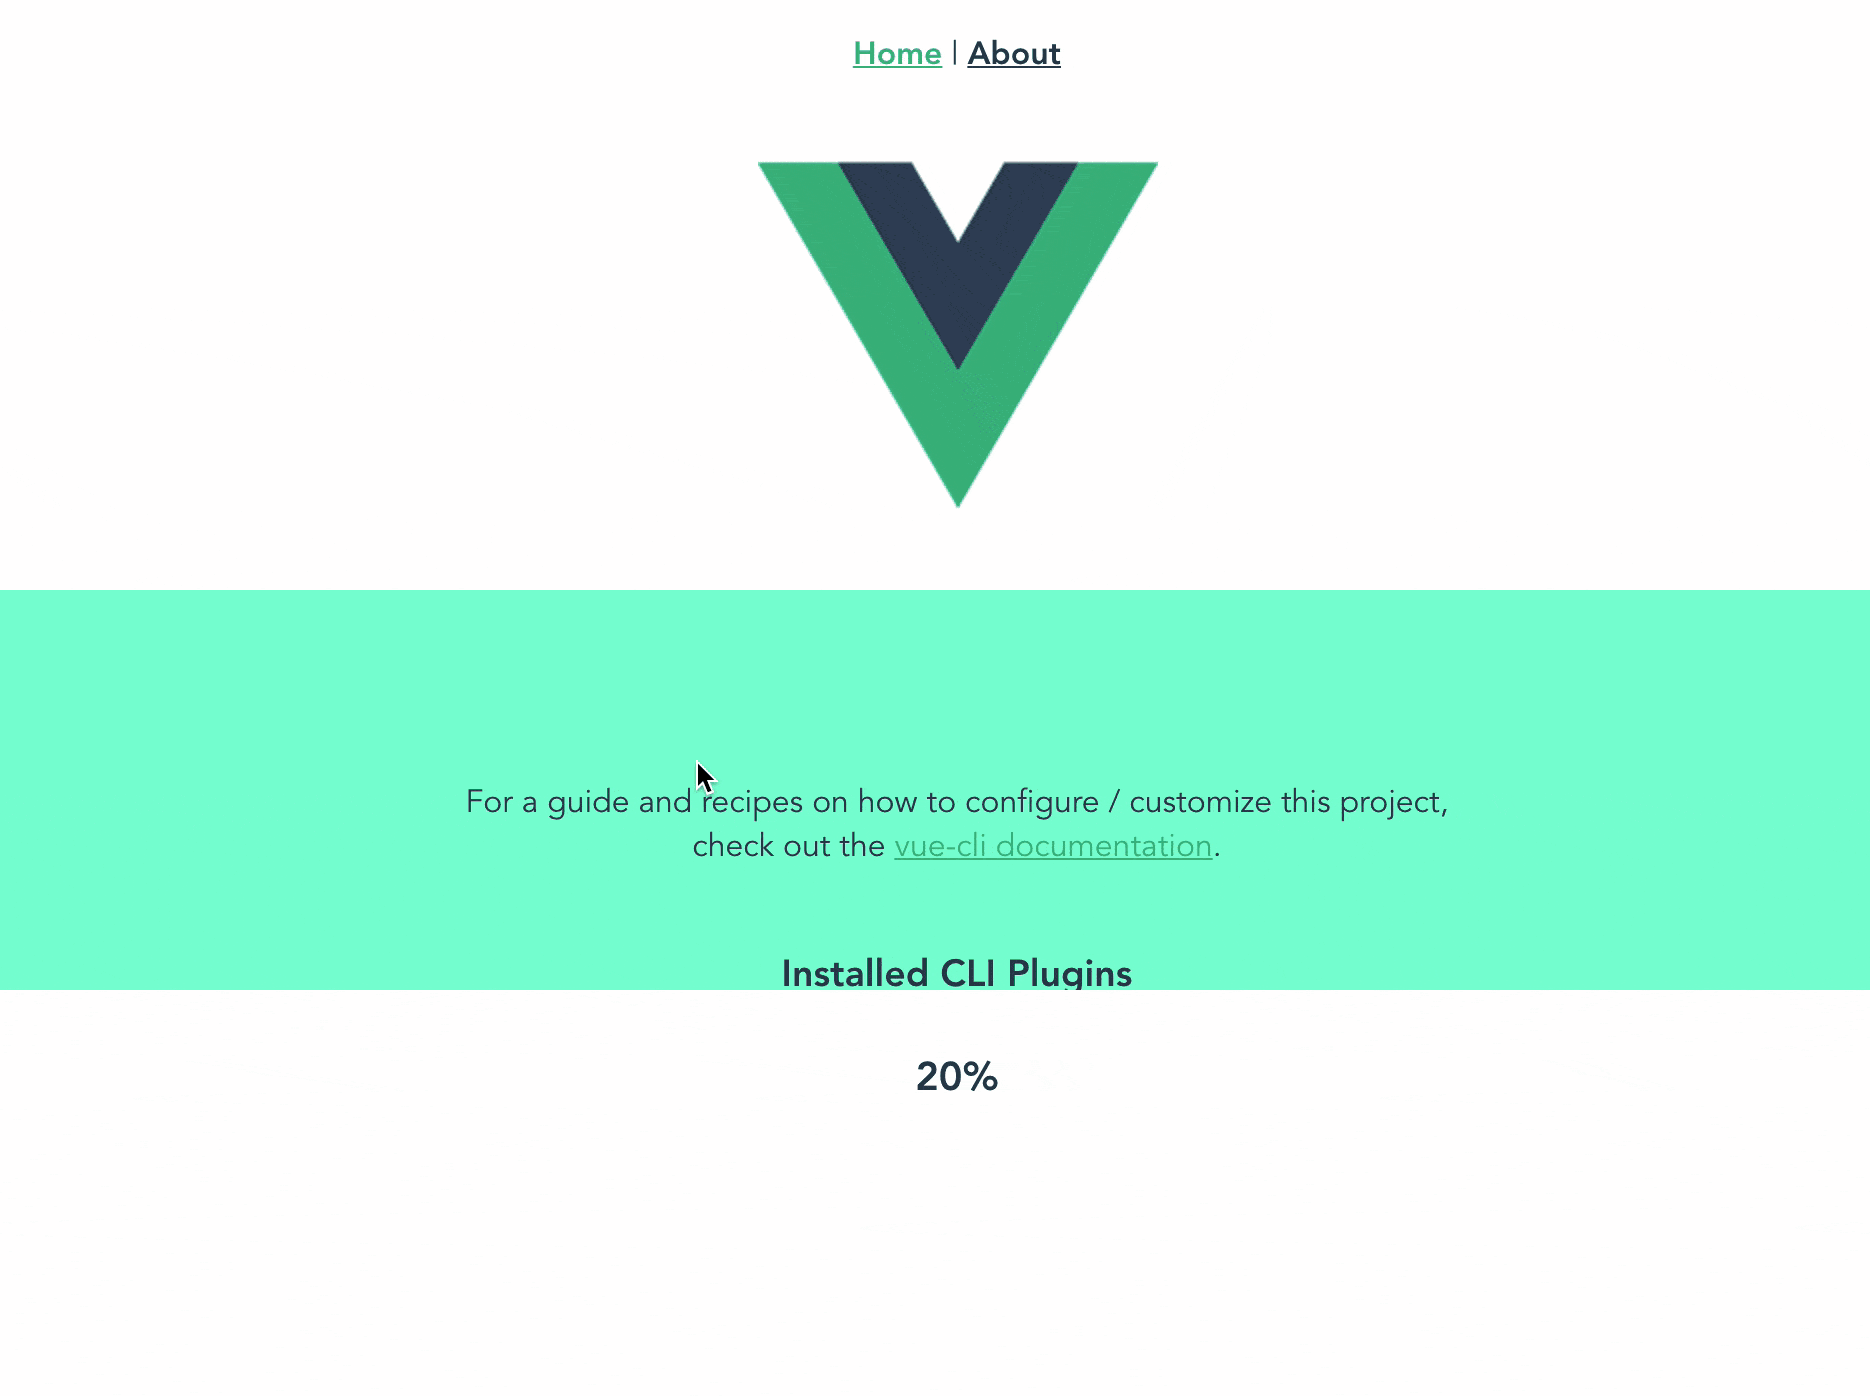 Home | About
For a guide and recipes on how to configure / customize this project,
check out the vue-cli documentation.
Installed CLI Plugins
20%